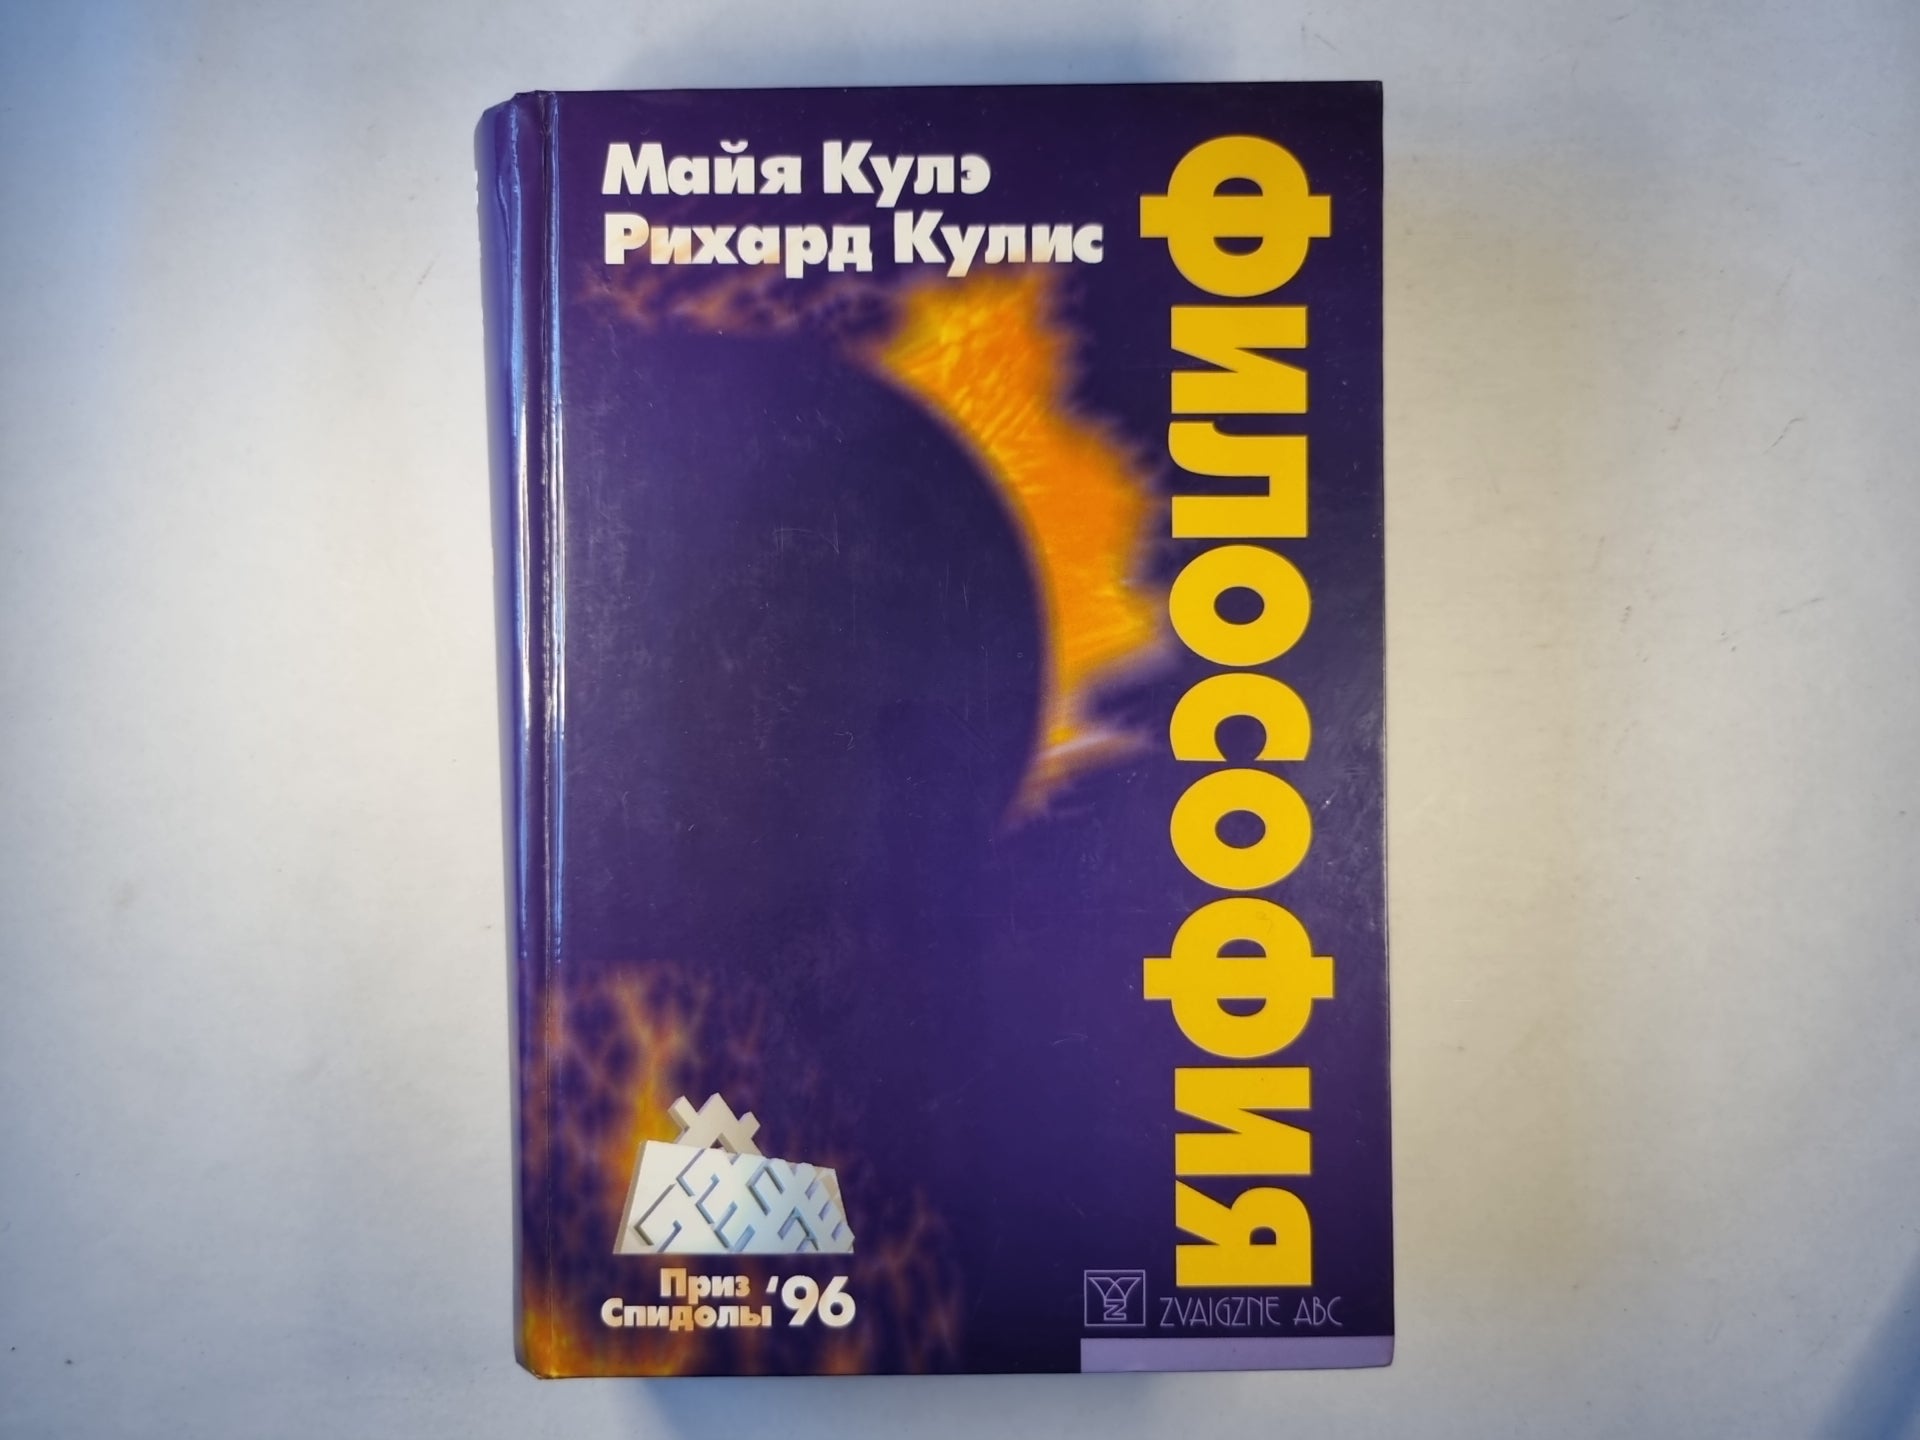 Майя Кулэ
Рихард Кулис
ФИЛОСОФИЯ
Приз
Спидолы '96
ZVAIGZNE ABC